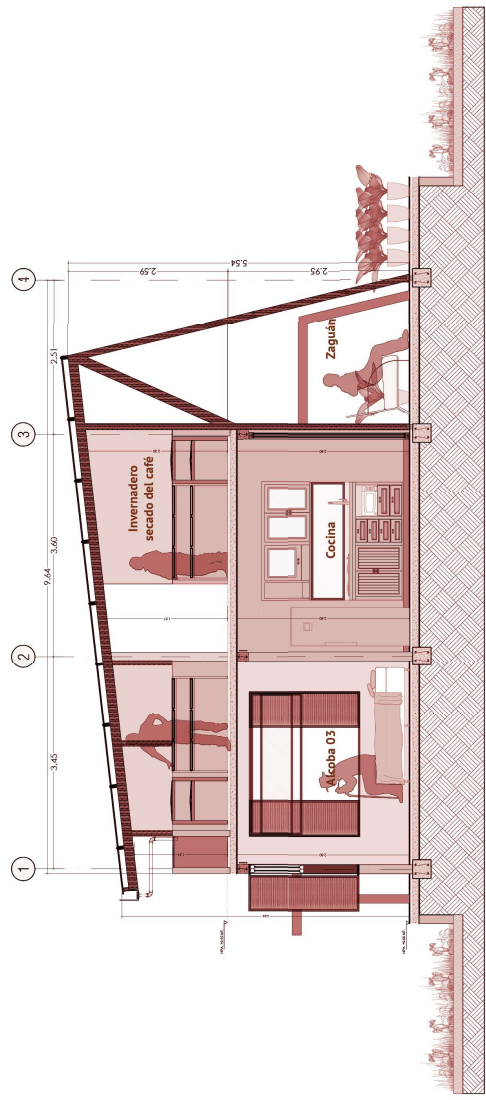 1
2
3
4
3.45
3.60
2.51
9.64
2.59
2.95
5.54
Invernadero
secado del café
Alcoba 03
Cocina
Zaguán